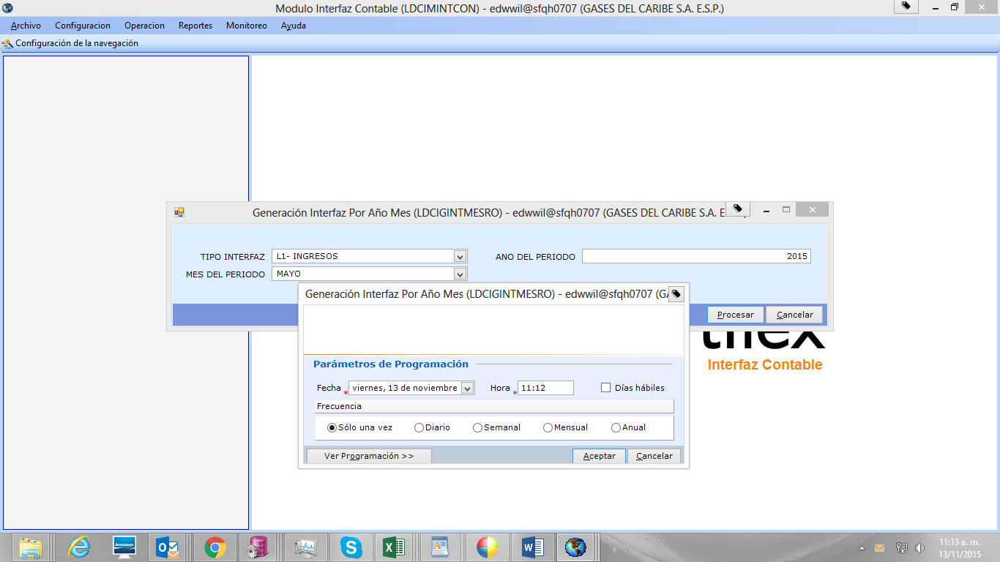 Modulo Interfaz Contable (LDCIMINTCON) - edwwil@sfqh0707 (GASES DEL CARIBE S.A. E.S.P.)
Archivo Configuracion Operacion Reportes Monitoreo Ayuda
Configuración de la navegación
Generación Interfaz Por Año Mes (LDCIGINTMESRO) - edwwil@sfqh0707 (GASES DEL CARIBE S.A. E
TIPO INTERFAZ L1- INGRESOS ANO DEL PERIODO 2015
MES DEL PERIODO MAYO
Generación Interfaz Por Año Mes (LDCIGINTMESRO) - edwwil@sfqh0707 (GA
Procesar Cancelar
Interfaz Contable
Parámetros de Programación
Fecha * viernes, 13 de noviembre Hora * 11:12 Días hábiles
Frecuencia
Sólo una vez Diario Semanal Mensual Anual
Ver Programación >> Aceptar Cancelar
lenovo
11:13 a. m.
13/11/2015